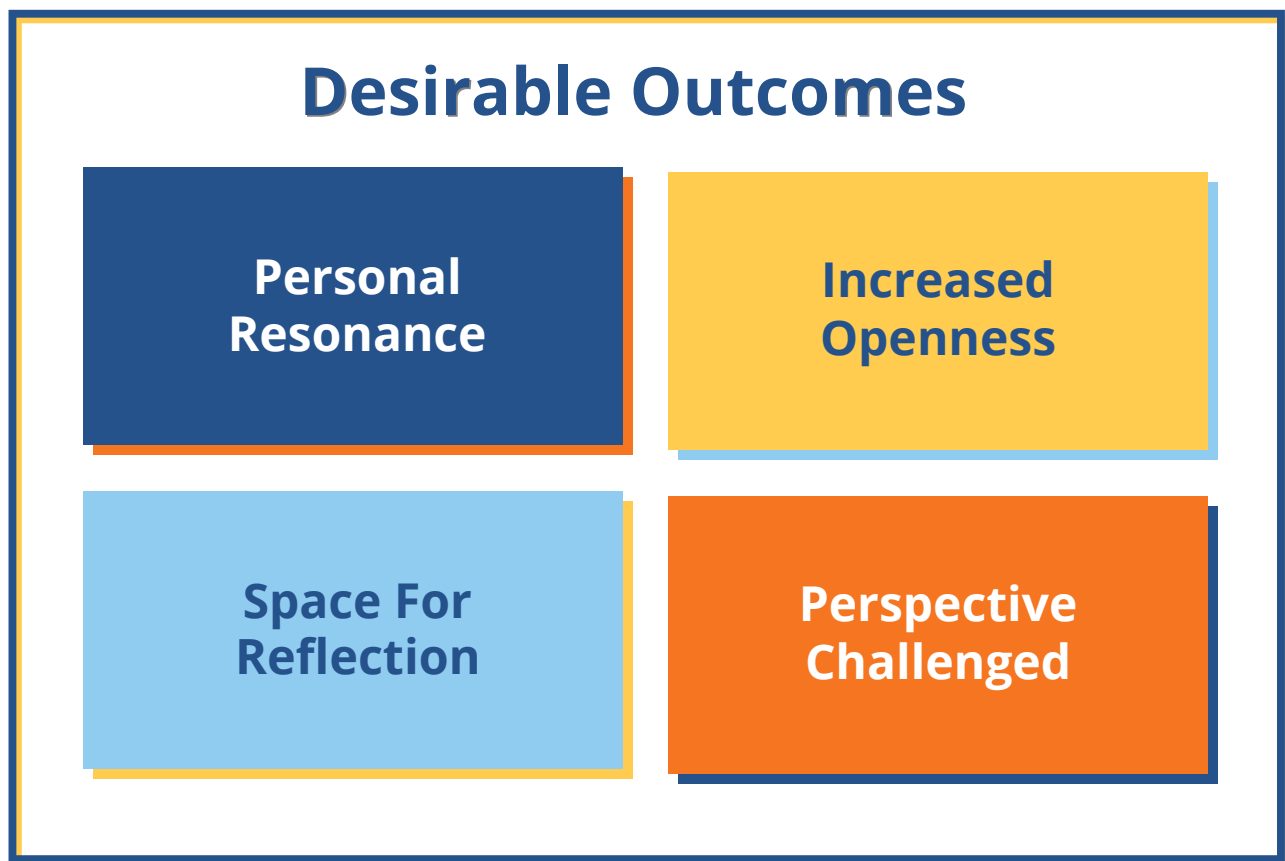 Desirable Outcomes
Personal
Resonance
Increased
Openness
Space For
Reflection
Perspective
Challenged